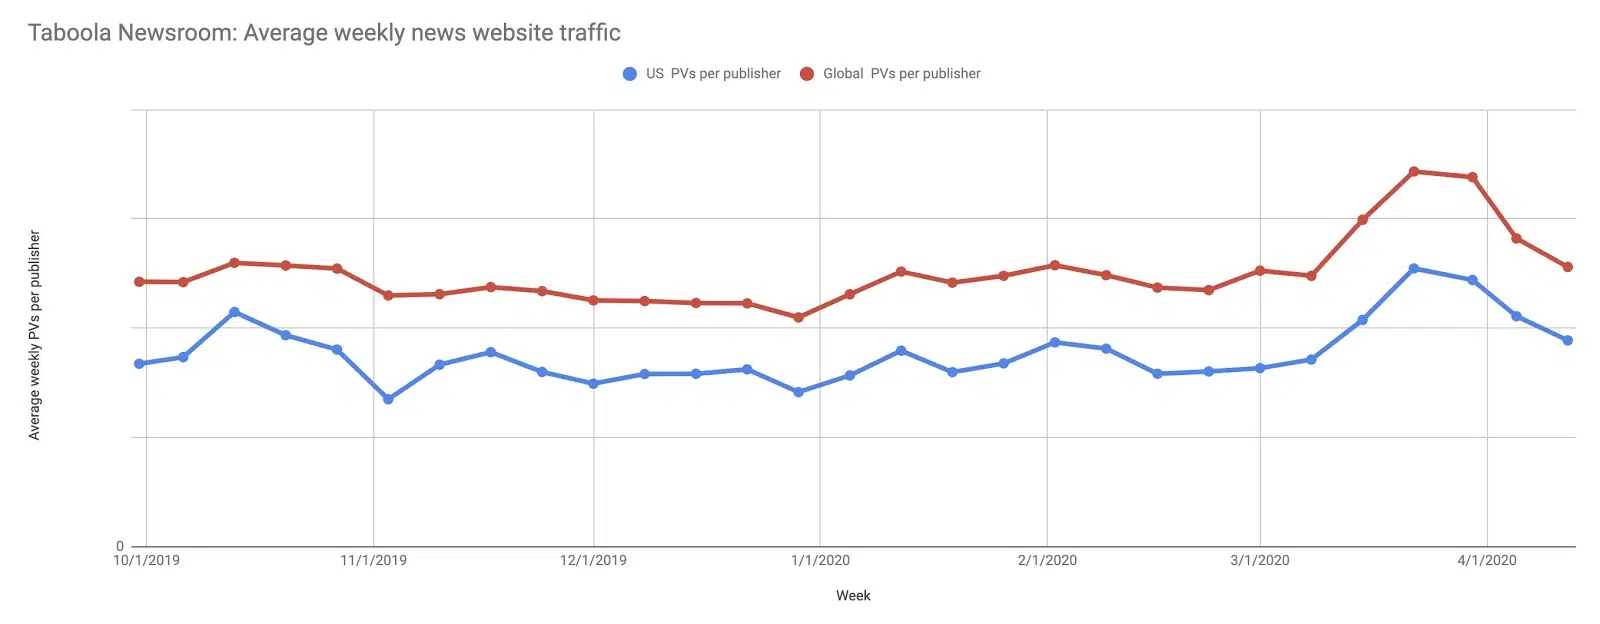 Taboola Newsroom: Average weekly news website traffic
US PVs per publisher
Global PVs per publisher
Average weekly PVs per publisher
0
10/1/2019
11/1/2019
12/1/2019
1/1/2020
2/1/2020
3/1/2020
4/1/2020
Week